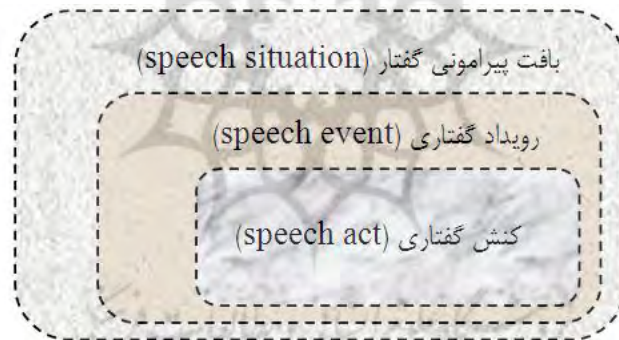 بافت پیرامونی گفتار (speech situation)
رویداد گفتاری (speech event)
کنش گفتاری (speech act)